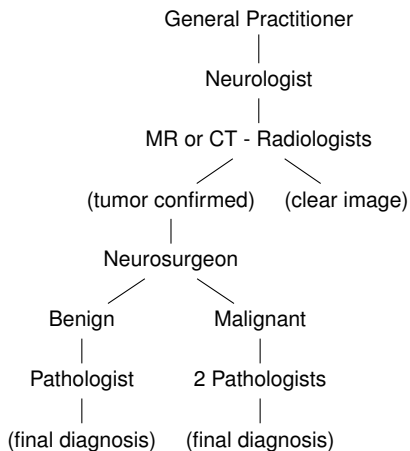 General Practitioner
Neurologist
MR or CT - Radiologists
(tumor confirmed) (clear image)
Neurosurgeon
Benign Malignant
Pathologist 2 Pathologists
(final diagnosis) (final diagnosis)